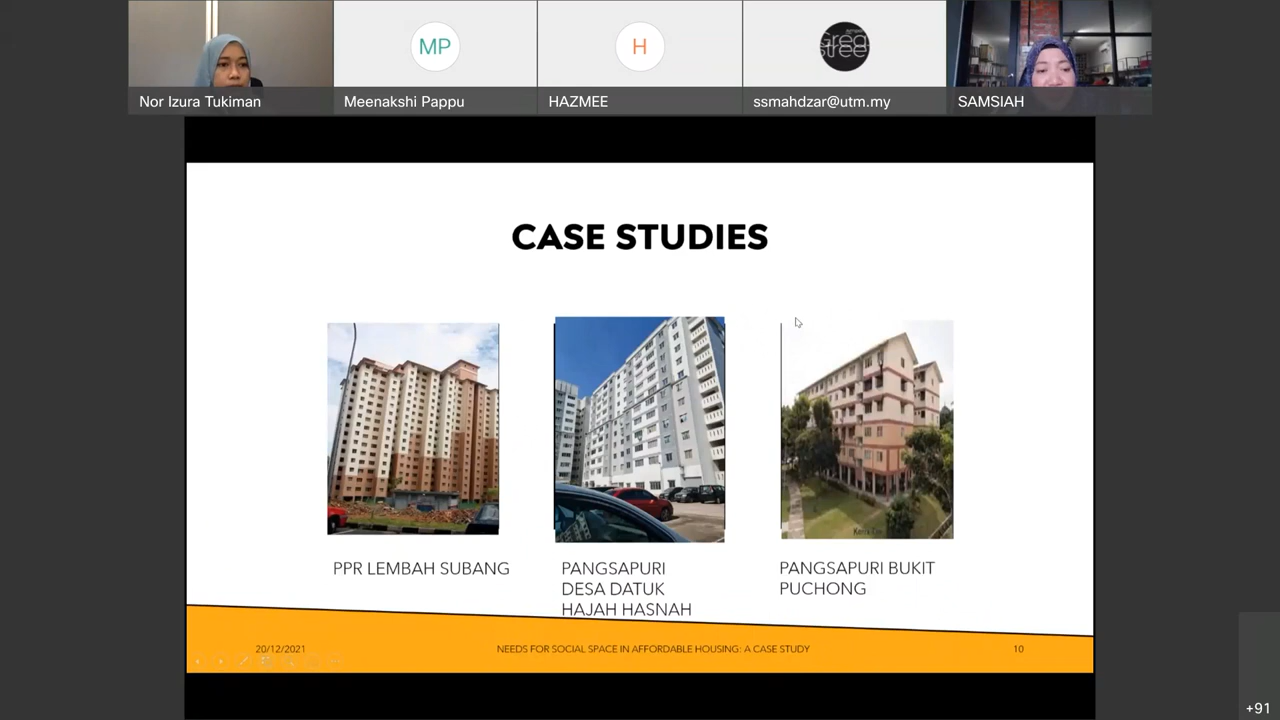 MP
H
Grea
Stree
Nor Izura Tukiman
Meenakshi Pappu
HAZMEE
ssmahdzar@utm.my
SAMSIAH
CASE STUDIES
PPR LEMBAH SUBANG
PANGSAPURI
DESA DATUK
HAJAH HASNAH
PANGSAPURI BUKIT
PUCHONG
20/12/2021
NEEDS FOR SOCIAL SPACE IN AFFORDABLE HOUSING: A CASE STUDY
10
+91